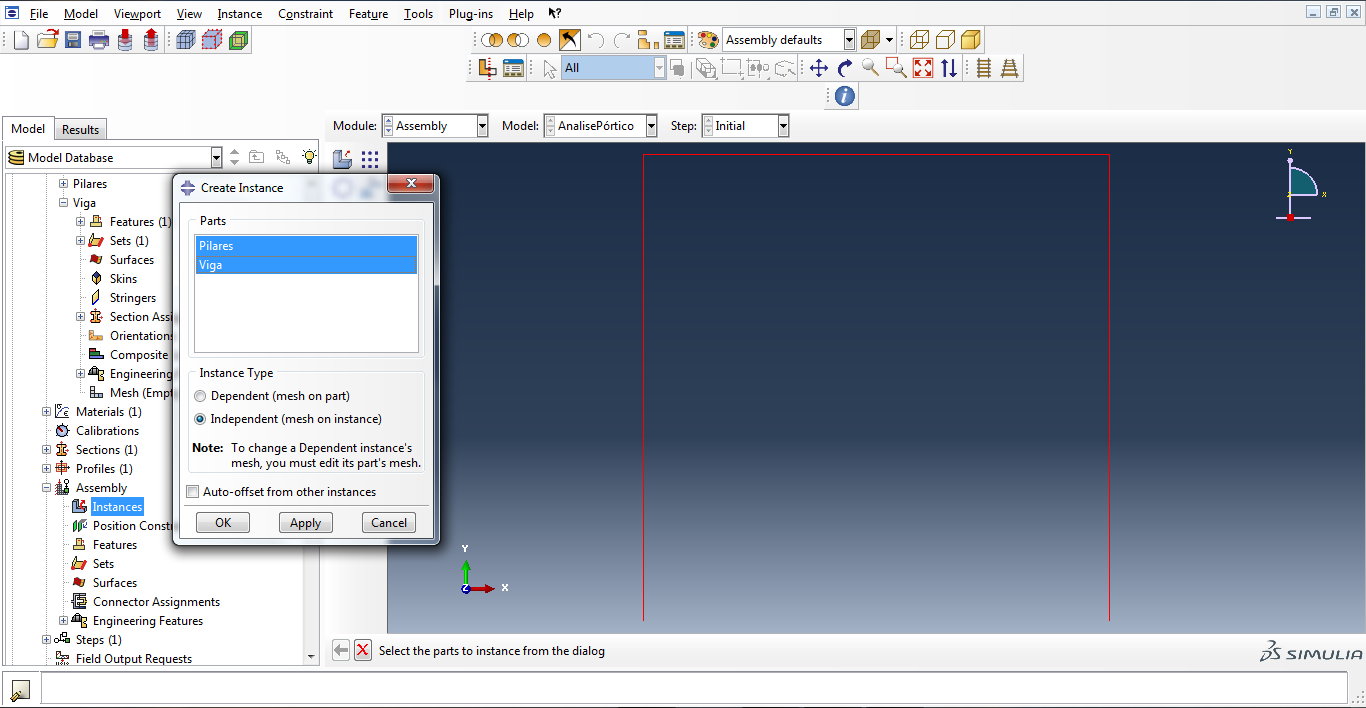 File Model Viewport View Instance Constraint Feature Tools Plug-ins Help
Assembly defaults
All
Model Results
Module: Assembly Model: AnalisePórtico Step: Initial
Model Database
Pilares
Viga
Features (1)
Sets (1)
Surfaces
Skins
Stringers
Section Assi
Orientations
Composite
Engineering
Mesh (Empt
Materials (1)
Calibrations
Sections (1)
Profiles (1)
Assembly
Instances
Position Constr
Features
Sets
Surfaces
Connector Assignments
Engineering Features
Steps (1)
Field Output Requests
Create Instance
Parts
Pilares
Viga
Instance Type
Dependent (mesh on part)
Independent (mesh on instance)
Note: To change a Dependent instance's
mesh, you must edit its part's mesh.
Auto-offset from other instances
OK Apply Cancel
Y
X
Z
Y
X
Select the parts to instance from the dialog
SIMULIA